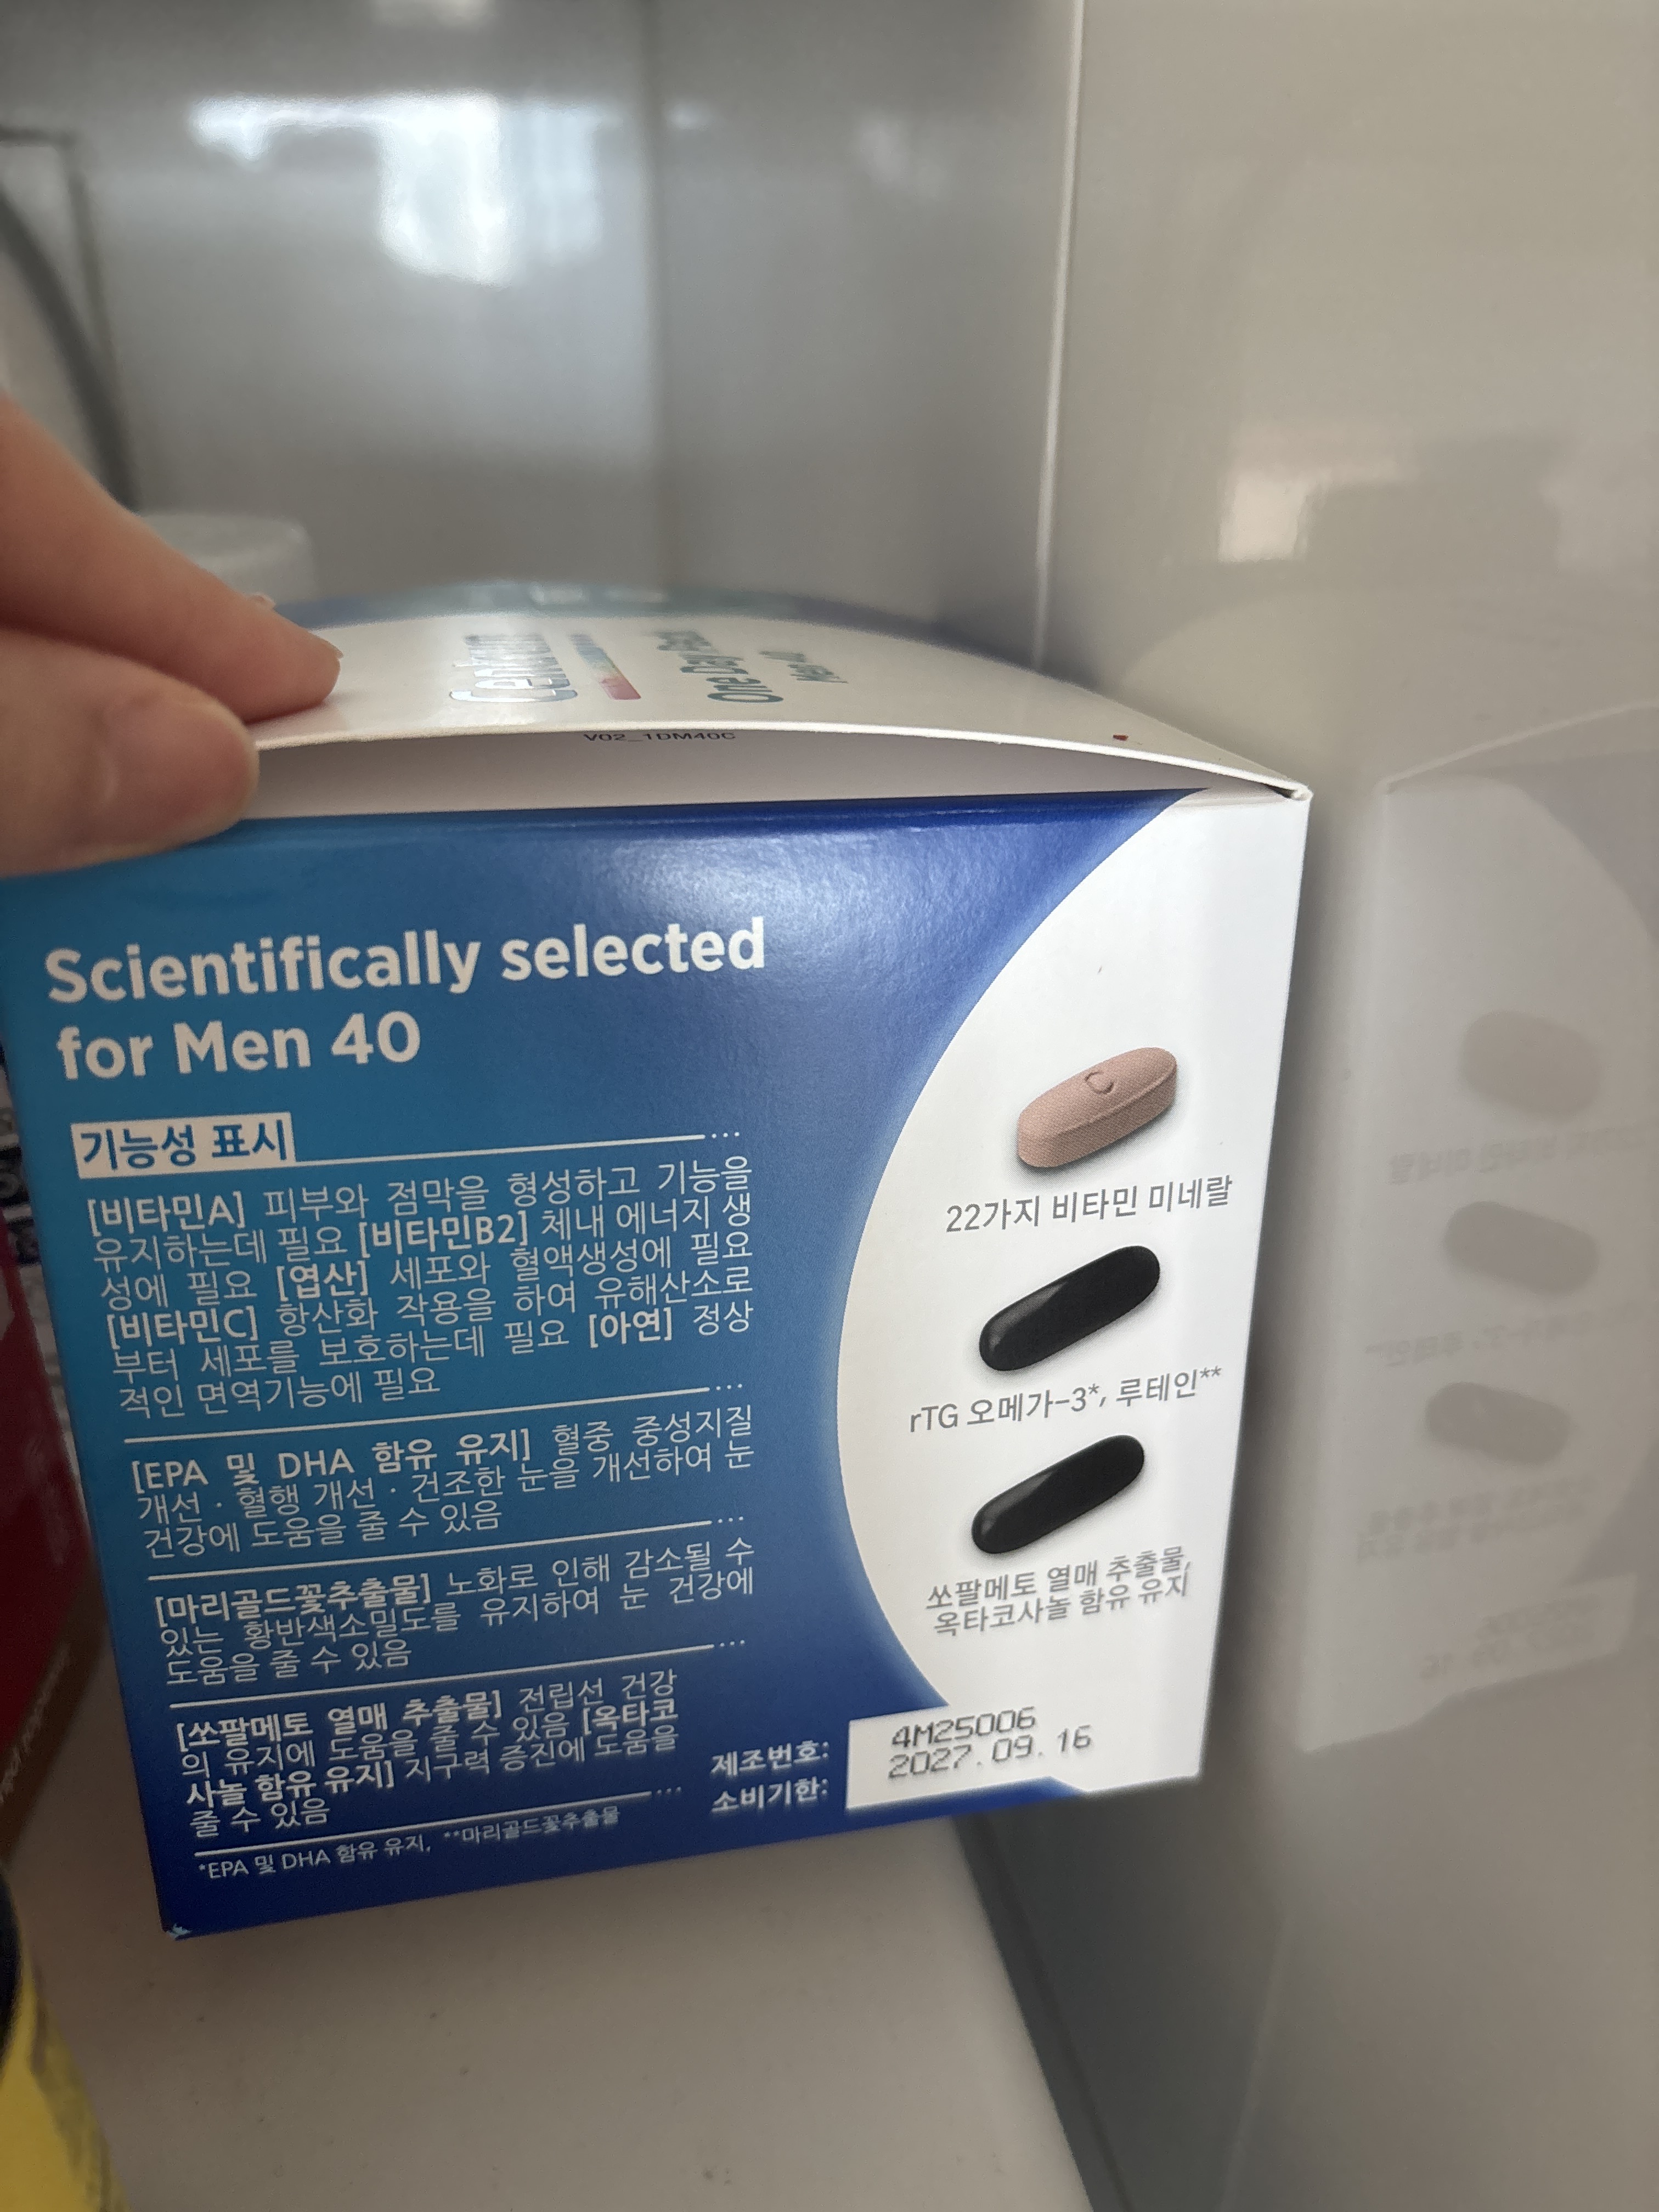 Centrum
One Day Pack
Men 40
V02_1DM40C
Scientifically selected
for Men 40
기능성 표시
[비타민A] 피부와 점막을 형성하고 기능을
유지하는데 필요 [비타민B2] 체내 에너지 생
성에 필요 [엽산] 세포와 혈액생성에 필요
[비타민C] 항산화 작용을 하여 유해산소로
부터 세포를 보호하는데 필요 [아연] 정상
적인 면역기능에 필요
[EPA 및 DHA 함유 유지] 혈중 중성지질
개선 · 혈행 개선 · 건조한 눈을 개선하여 눈
건강에 도움을 줄 수 있음
[마리골드꽃추출물] 노화로 인해 감소될 수
있는 황반색소밀도를 유지하여 눈 건강에
도움을 줄 수 있음
[쏘팔메토 열매 추출물] 전립선 건강
의 유지에 도움을 줄 수 있음 [옥타코
사놀 함유 유지] 지구력 증진에 도움을
줄 수 있음
*EPA 및 DHA 함유 유지, **마리골드꽃추출물
22가지 비타민 미네랄
rTG 오메가-3*, 루테인**
쏘팔메토 열매 추출물,
옥타코사놀 함유 유지
제조번호: 4M25006
소비기한: 2027. 09. 16